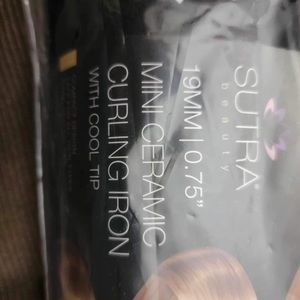 SUTRA®
beauty
19MM | 0.75"
MINI CERAMIC
CURLING IRON
WITH COOL TIP